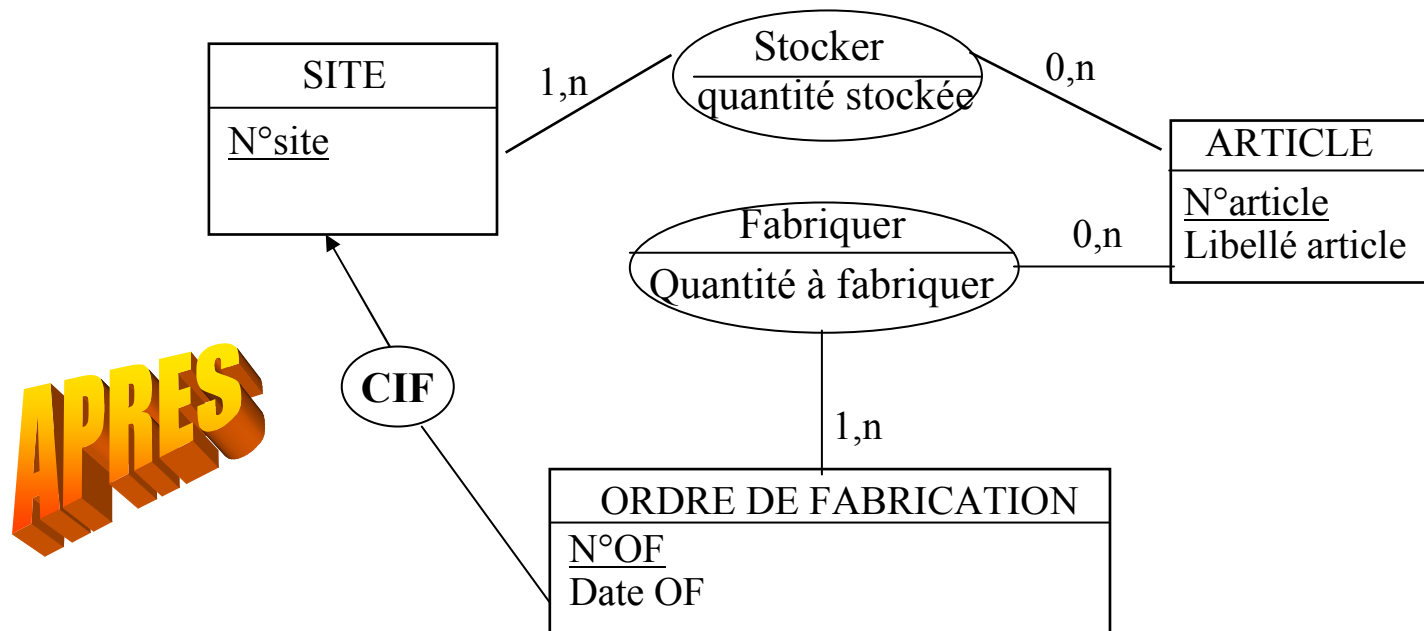 SITE
N°site
1,n
Stocker
quantité stockée
0,n
ARTICLE
N°article
Libellé article
Fabriquer
Quantité à fabriquer
0,n
CIF
APRES
1,n
ORDRE DE FABRICATION
N°OF
Date OF